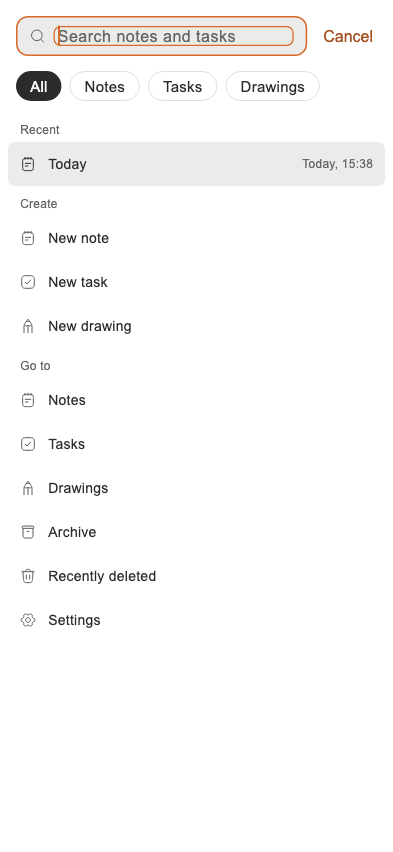 Search notes and tasks Cancel
All Notes Tasks Drawings
Recent
Today Today, 15:38
Create
New note
New task
New drawing
Go to
Notes
Tasks
Drawings
Archive
Recently deleted
Settings